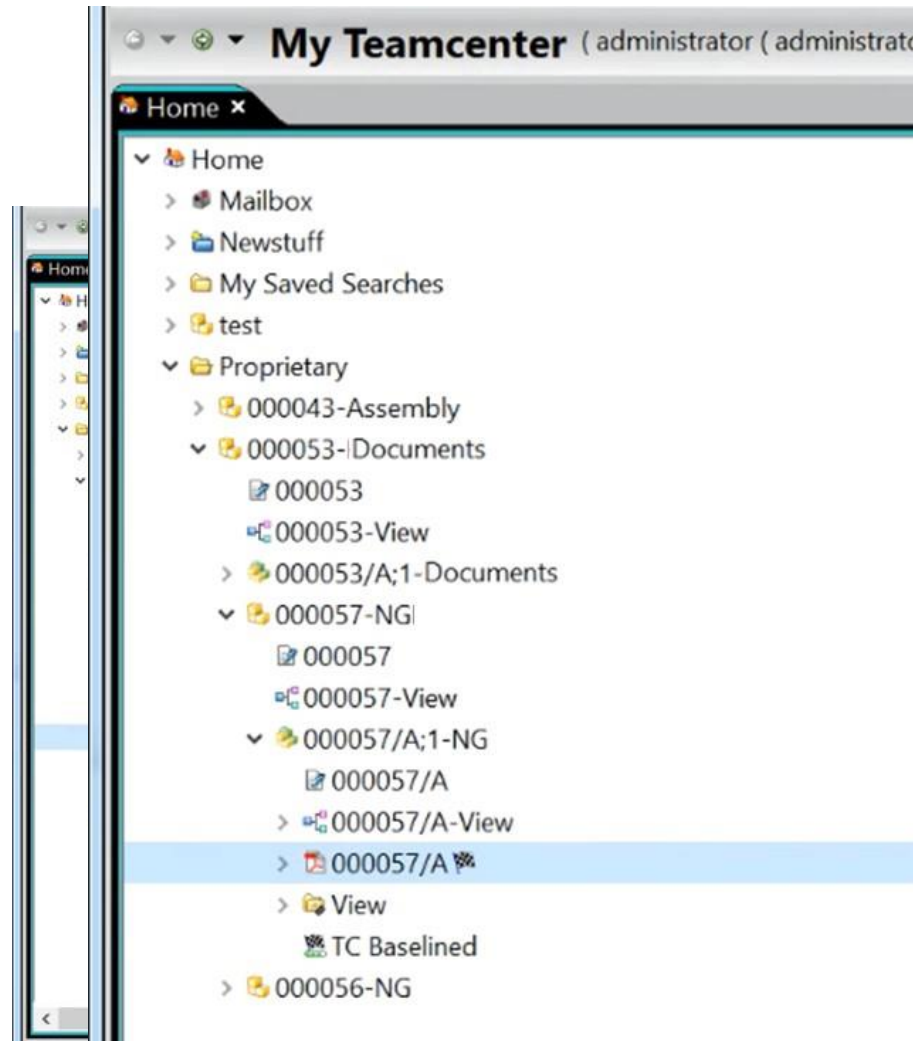 My Teamcenter ( administrator ( administrato
Home
Home
Mailbox
Newstuff
My Saved Searches
test
Proprietary
000043-Assembly
000053-Documents
000053
000053-View
000053/A;1-Documents
000057-NG
000057
000057-View
000057/A;1-NG
000057/A
000057/A-View
000057/A
View
TC Baselined
000056-NG
Hom
H